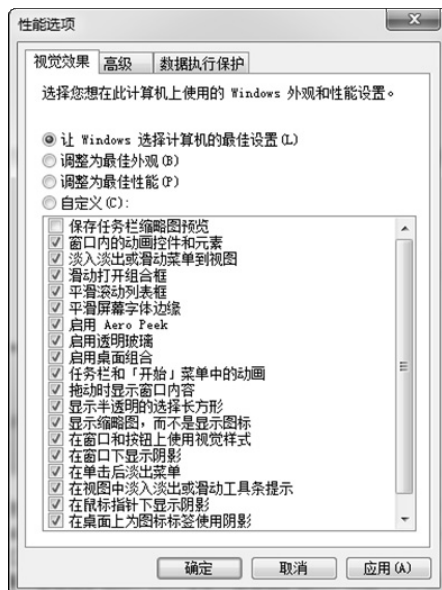 性能选项
视觉效果 高级 数据执行保护
选择您想在此计算机上使用的 Windows 外观和性能设置。
让 Windows 选择计算机的最佳设置(L)
调整为最佳外观(B)
调整为最佳性能(P)
自定义(C):
保存任务栏缩略图预览
窗口内的动画控件和元素
淡入淡出或滑动菜单到视图
滑动打开组合框
平滑滚动列表框
平滑屏幕字体边缘
启用 Aero Peek
启用透明玻璃
启用桌面组合
任务栏和「开始」菜单中的动画
拖动时显示窗口内容
显示半透明的选择长方形
显示缩略图，而不是显示图标
在窗口和按钮上使用视觉样式
在窗口下显示阴影
在单击后淡出菜单
在视图中淡入淡出或滑动工具条提示
在鼠标指针下显示阴影
在桌面上为图标标签使用阴影
确定 取消 应用(A)